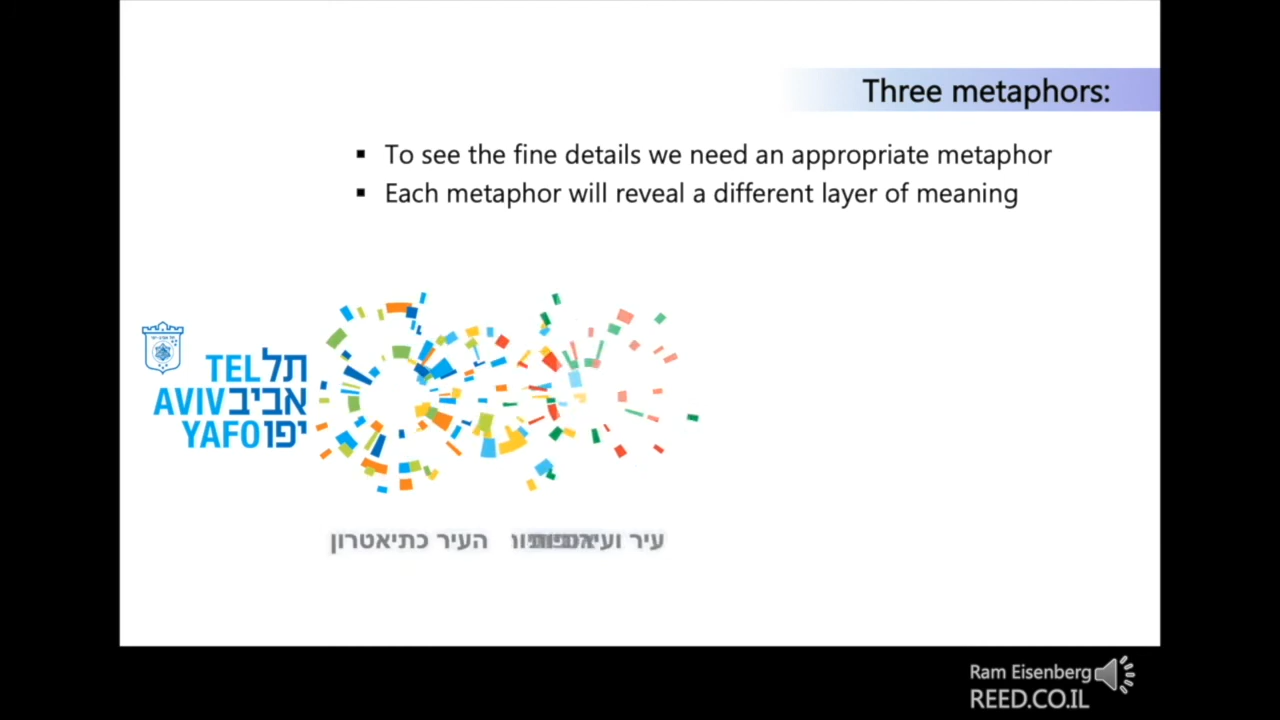 Three metaphors:
▪ To see the fine details we need an appropriate metaphor
▪ Each metaphor will reveal a different layer of meaning
TEL תל
AVIV אביב
YAFO יפו
העיר כתיאטרון
עיר
Ram Eisenberg
REED.CO.IL